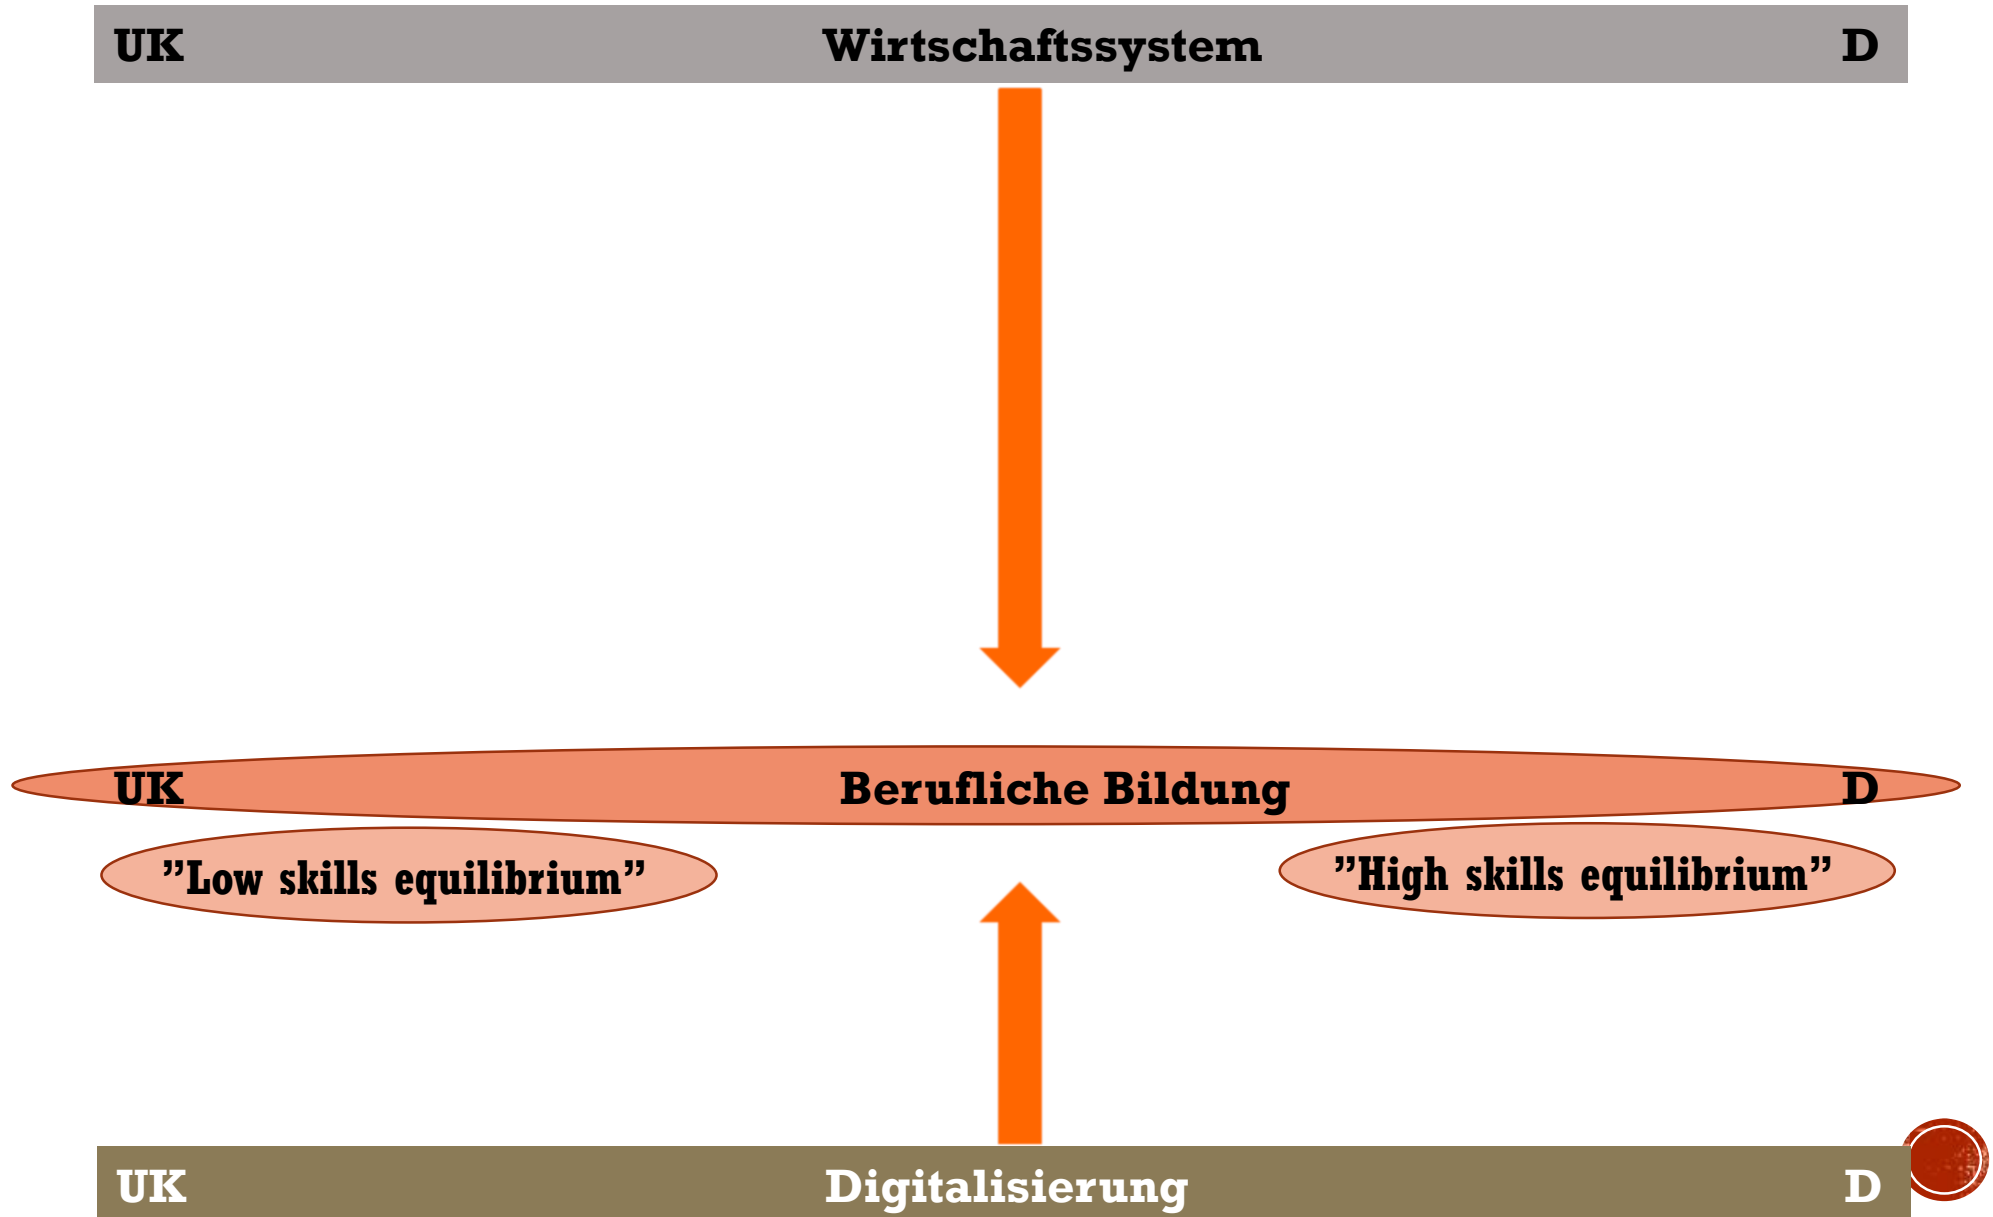 UK Wirtschaftssystem D
UK Berufliche Bildung D
”Low skills equilibrium” ”High skills equilibrium”
UK Digitalisierung D